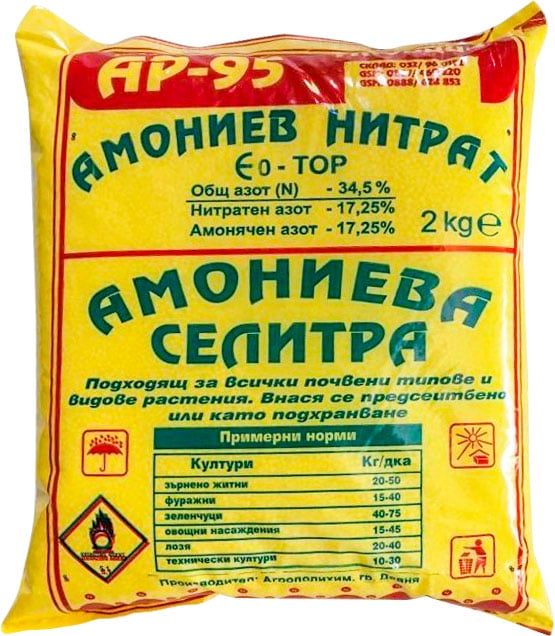 АР-95
АМОНИЕВ НИТРАТ
ЄО - ТОР
Общ азот (N) - 34,5%
Нитратен азот - 17,25%
Амонячен азот - 17,25%
2 kg e
АМОНИЕВА
СЕЛИТРА
Подходящ за всички почвени типове и
видове растения. Внася се предсеитбено
или като подхранване
Примерни норми
Култури Кг/дка
зърнено житни 20-50
фуражни 15-40
зеленчуци 40-75
овощни насаждения 15-45
лозя 20-40
технически култури 10-30
Производител: Агрополихим, гр. Девня